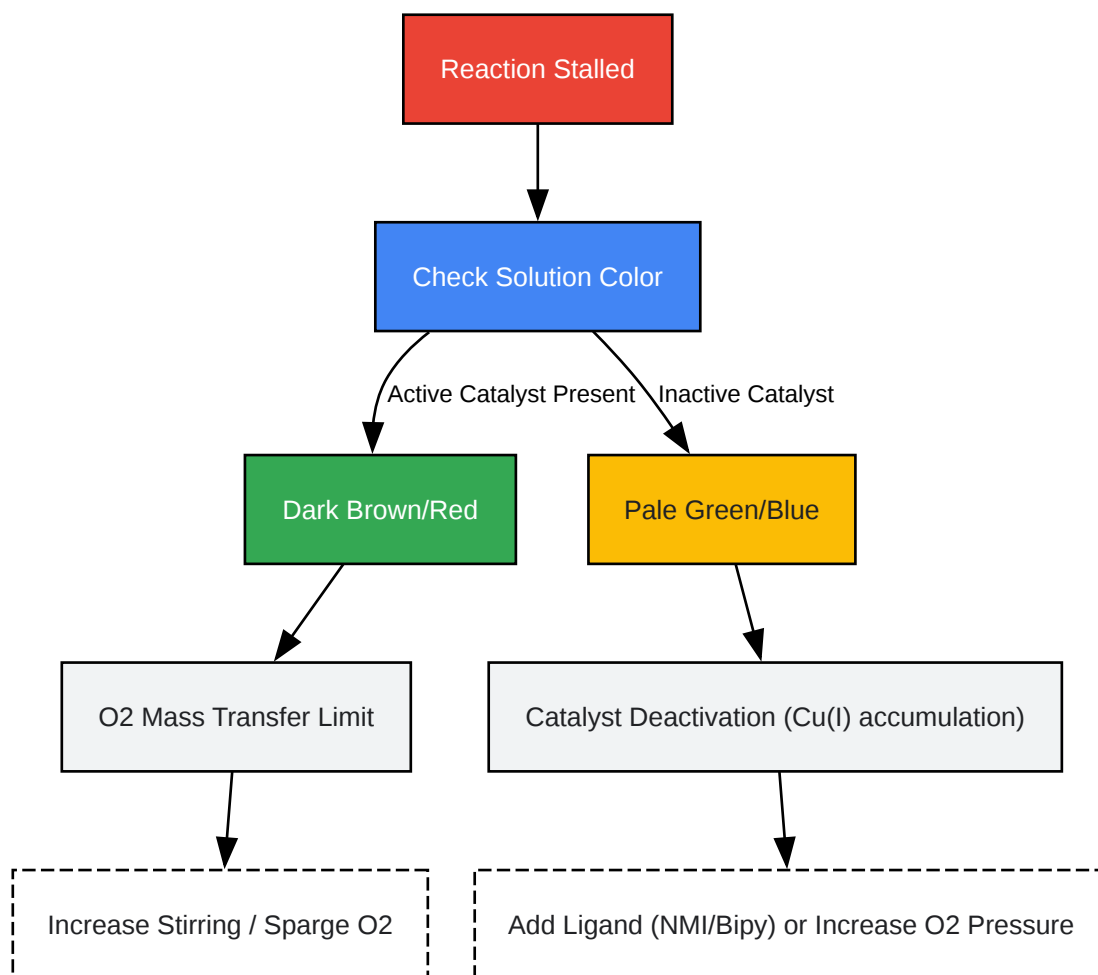 Reaction Stalled
Check Solution Color
Active Catalyst Present
Inactive Catalyst
Dark Brown/Red
Pale Green/Blue
O2 Mass Transfer Limit
Catalyst Deactivation (Cu(I) accumulation)
Increase Stirring / Sparge O2
Add Ligand (NMI/Bipy) or Increase O2 Pressure